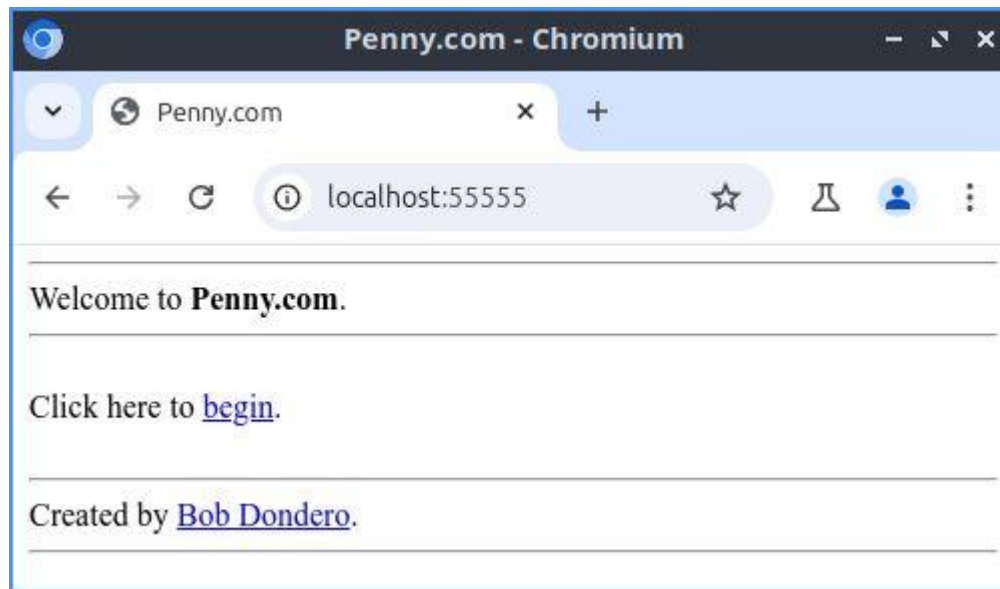 Penny.com - Chromium
Penny.com
localhost:55555
Welcome to Penny.com.
Click here to begin.
Created by Bob Dondero.